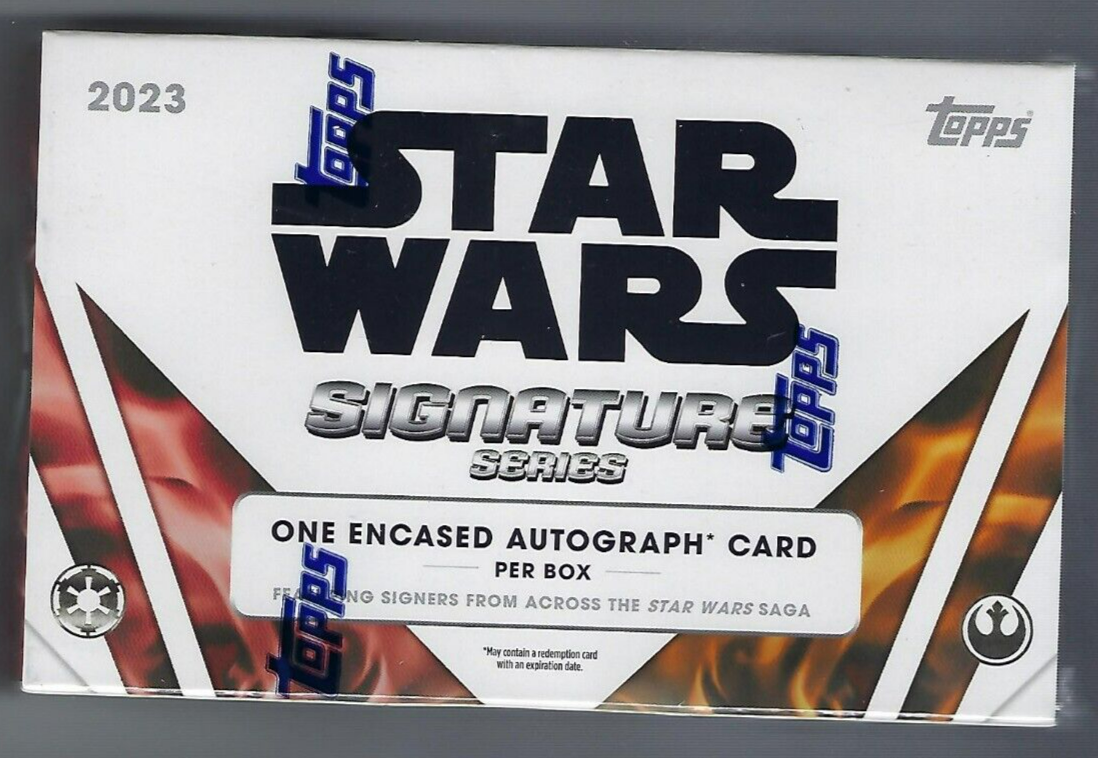 2023
topps
topps
STAR
WARS
topps
SIGNATURE
SERIES
ONE ENCASED AUTOGRAPH* CARD
PER BOX
topps
SIGNERS FROM ACROSS THE STAR WARS SAGA
*May contain a redemption card
with an expiration date.